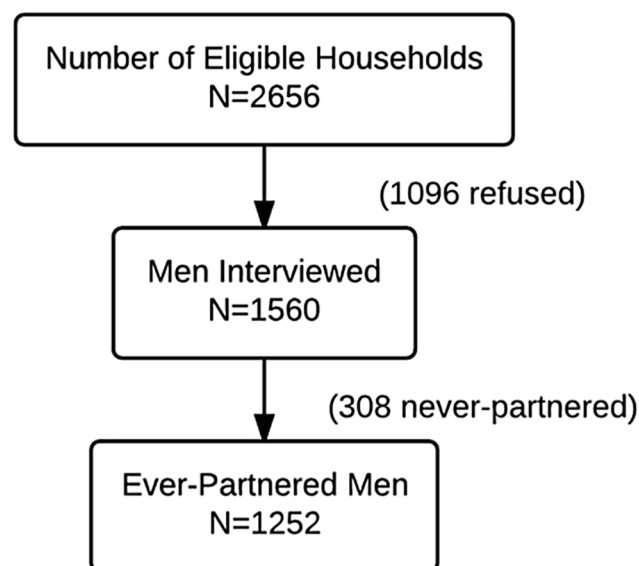 Number of Eligible Households
N=2656
(1096 refused)
Men Interviewed
N=1560
(308 never-partnered)
Ever-Partnered Men
N=1252